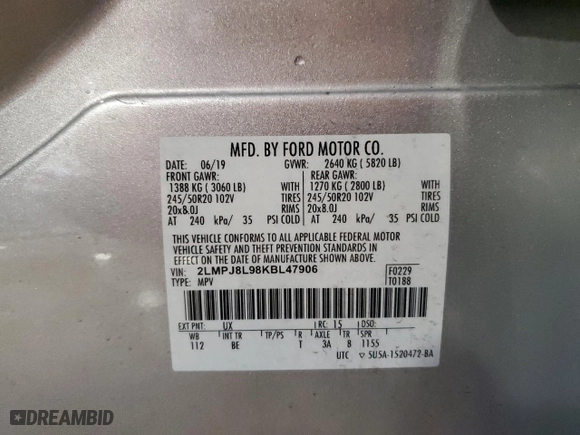 MFD. BY FORD MOTOR CO.
DATE: 06/19 GVWR: 2640 KG ( 5820 LB)
FRONT GAWR: REAR GAWR:
1388 KG ( 3060 LB) WITH 1270 KG ( 2800 LB) WITH
245/50R20 102V TIRES 245/50R20 102V TIRES
20x8.0J RIMS 20x8.0J RIMS
AT 240 kPa/ 35 PSI COLD AT 240 kPa/ 35 PSI COLD
THIS VEHICLE CONFORMS TO ALL APPLICABLE FEDERAL MOTOR
VEHICLE SAFETY AND THEFT PREVENTION STANDARDS IN
EFFECT ON THE DATE OF MANUFACTURE SHOWN ABOVE.
VIN: 2LMPJ8L98KBL47906 F0229
TYPE: MPV T0188
EXT PNT: UX RC: 15 DSO:
WB INT TR TP/PS R AXLE TR SPR
112 BE T 3A 8 1155
UTC ▽ 5U5A-1520472-BA
DREAMBID